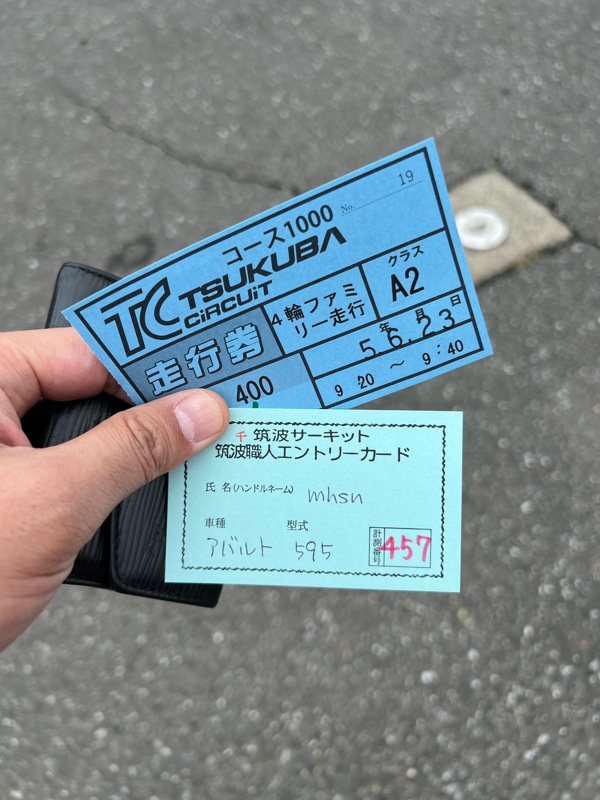 コース1000
No. 19
TC TSUKUBA CiRCUiT
走行券
4輪ファミリー走行
クラス
A2
年 月 日
5.6.23
400
9:20 ～ 9:40
千 筑波サーキット
筑波職人エントリーカード
氏名(ハンドルネーム) mhsn
車種 型式
アバルト 595
計測番号 457